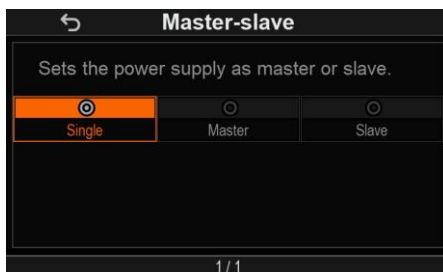 Master-slave
Sets the power supply as master or slave.
Single Master Slave
1/1